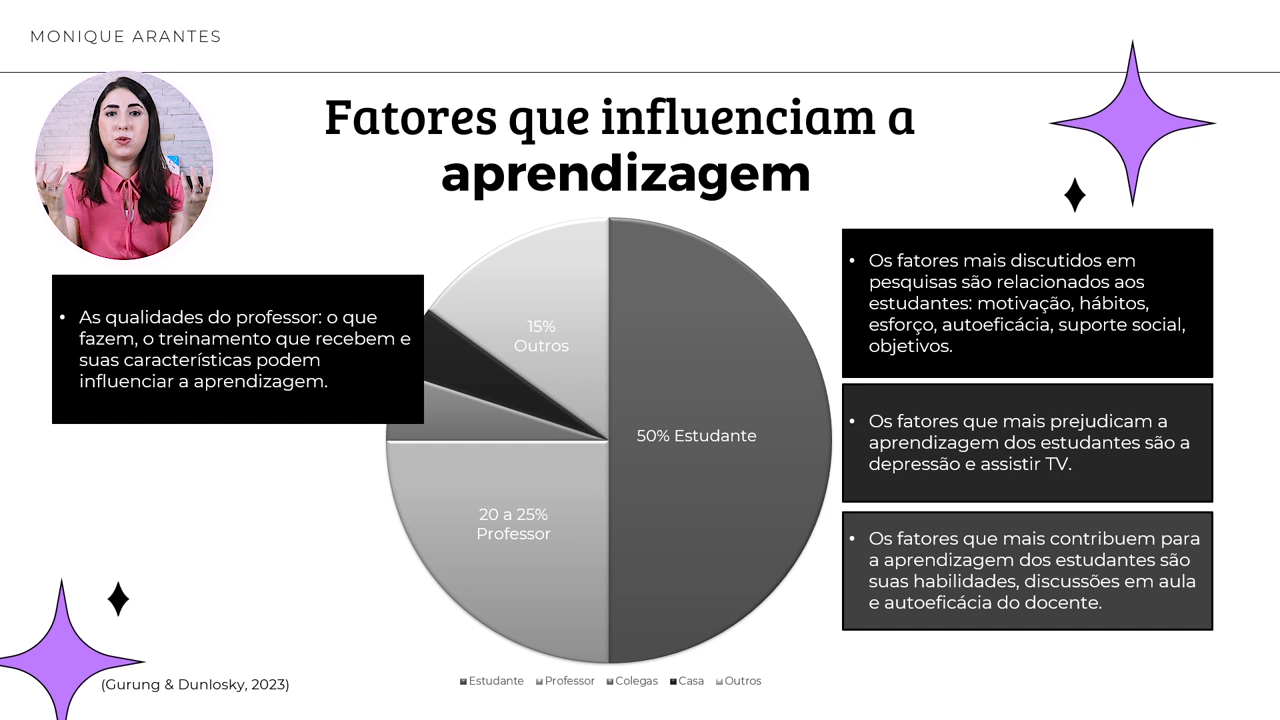 MONIQUE ARANTES
Fatores que influenciam a
aprendizagem
• As qualidades do professor: o que
fazem, o treinamento que recebem e
suas características podem
influenciar a aprendizagem.
15%
Outros
50% Estudante
20 a 25%
Professor
• Os fatores mais discutidos em
pesquisas são relacionados aos
estudantes: motivação, hábitos,
esforço, autoeficácia, suporte social,
objetivos.
• Os fatores que mais prejudicam a
aprendizagem dos estudantes são a
depressão e assistir TV.
• Os fatores que mais contribuem para
a aprendizagem dos estudantes são
suas habilidades, discussões em aula
e autoeficácia do docente.
Estudante Professor Colegas Casa Outros
(Gurung & Dunlosky, 2023)